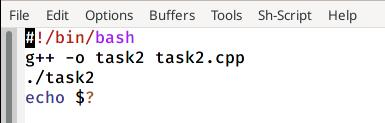 File Edit Options Buffers Tools Sh-Script Help
#!/bin/bash
g++ -o task2 task2.cpp
./task2
echo $?